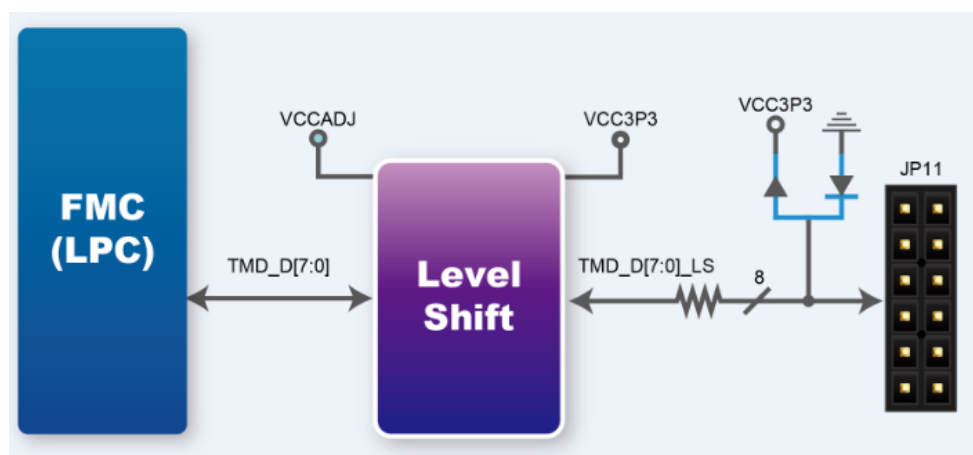 FMC
(LPC)
VCCADJ
VCC3P3
VCC3P3
JP11
TMD_D[7:0]
Level
Shift
TMD_D[7:0]_LS
8